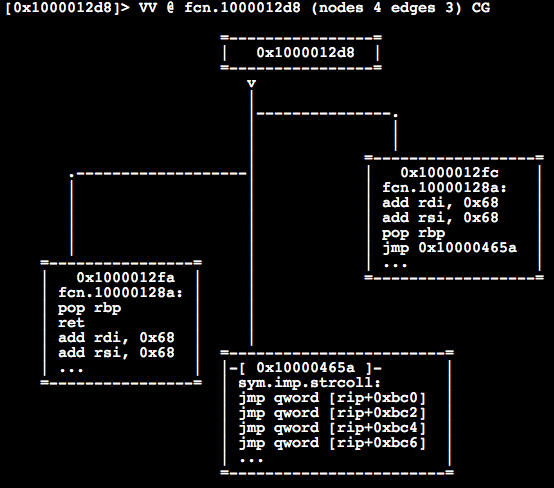 [0x1000012d8]> VV @ fcn.1000012d8 (nodes 4 edges 3) CG
0x1000012d8
0x1000012fc
fcn.10000128a:
add rdi, 0x68
add rsi, 0x68
pop rbp
jmp 0x10000465a
...
0x1000012fa
fcn.10000128a:
pop rbp
ret
add rdi, 0x68
add rsi, 0x68
...
-[ 0x10000465a ]-
sym.imp.strcoll:
jmp qword [rip+0xbc0]
jmp qword [rip+0xbc2]
jmp qword [rip+0xbc4]
jmp qword [rip+0xbc6]
...